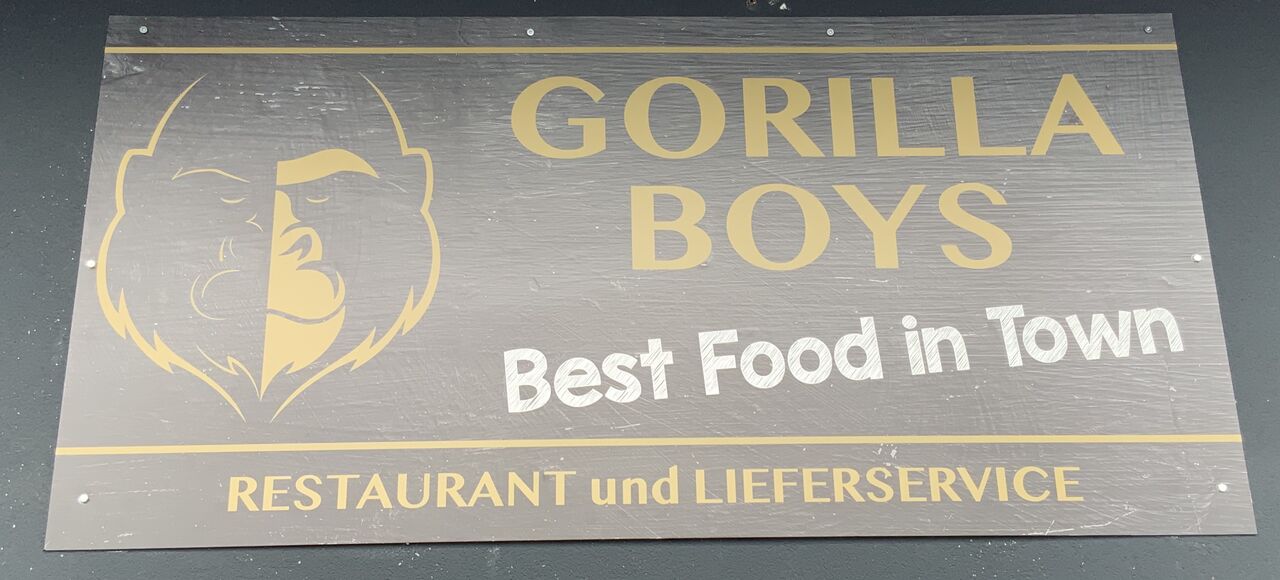 GORILLA
BOYS
Best Food in Town
RESTAURANT und LIEFERSERVICE